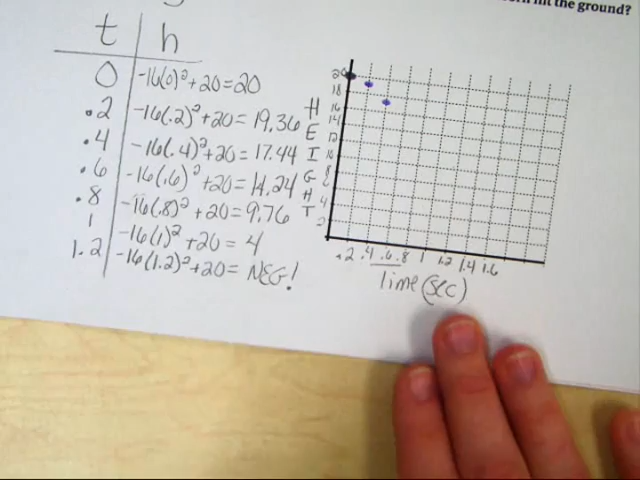 hit the ground?
t h
0 -16(0)²+20=20
.2 -16(.2)²+20=19.36
.4 -16(.4)²+20=17.44
.6 -16(.6)²+20=14.24
.8 -16(.8)²+20=9.76
1 -16(1)²+20=4
1.2 -16(1.2)²+20=NEG!
HEIGHT
20
18
16
14
12
10
8
6
4
2
.2 .4 .6 .8 1 1.2 1.4 1.6
Time (sec)